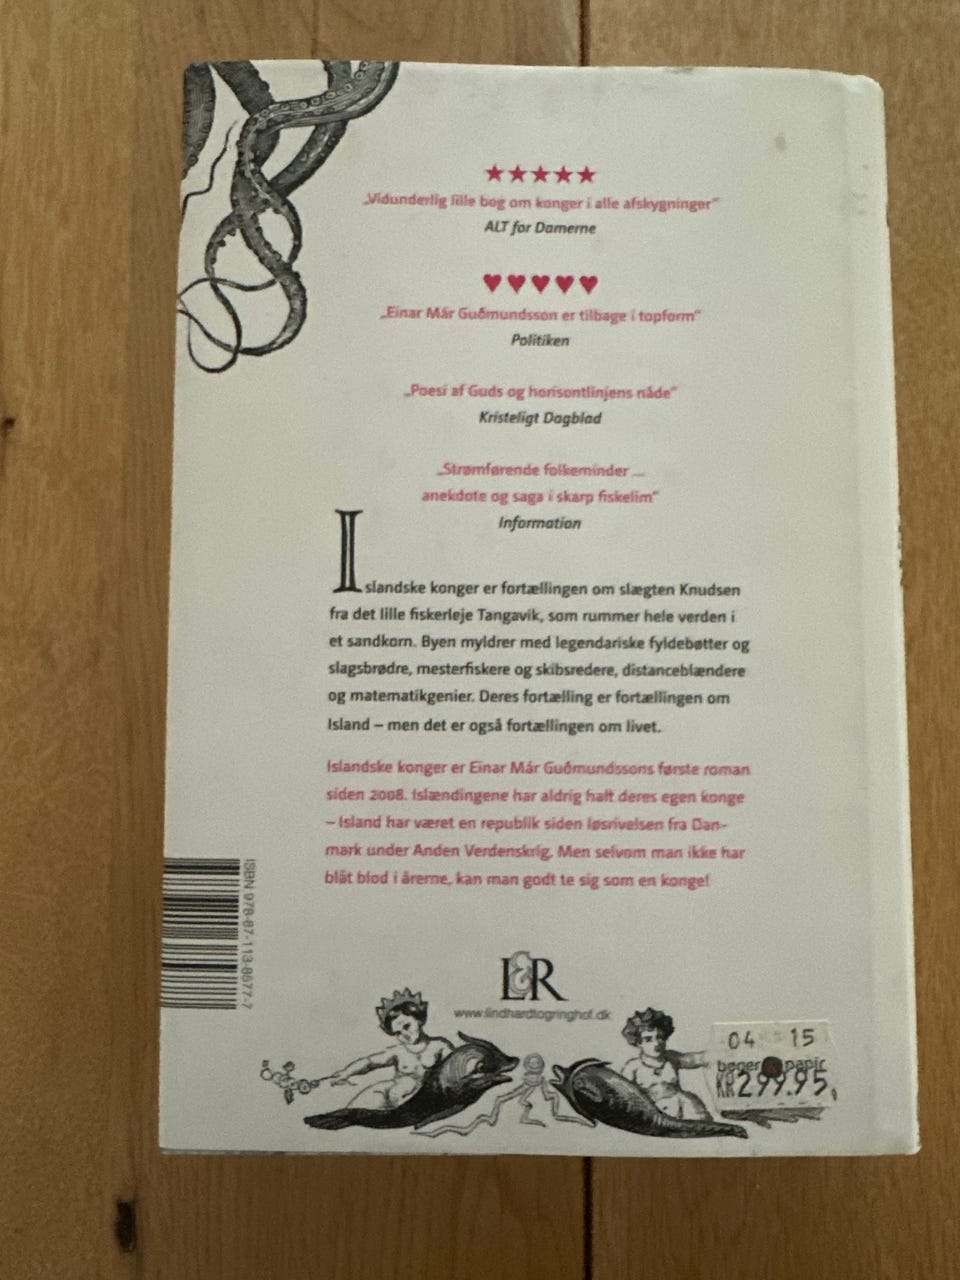 ★★★★★
„Vidunderlig lille bog om konger i alle afskygninger”
ALT for Damerne
♥♥♥♥♥
„Einar Már Guðmundsson er tilbage i topform”
Politiken
„Poesi af Guds og horisontlinjens nåde”
Kristeligt Dagblad
„Strømførende folkeminder ...
anekdote og saga i skarp fiskelim”
Information
Islandske konger er fortællingen om slægten Knudsen
fra det lille fiskerleje Tangavik, som rummer hele verden i
et sandkorn. Byen myldrer med legendariske fyldebøtter og
slagsbrødre, mesterfiskere og skibsredere, distanceblændere
og matematikgenier. Deres fortælling er fortællingen om
Island – men det er også fortællingen om livet.
Islandske konger er Einar Már Guðmundssons første roman
siden 2008. Islændingene har aldrig haft deres egen konge
– Island har været en republik siden løsrivelsen fra Dan-
mark under Anden Verdenskrig. Men selvom man ikke har
blåt blod i årerne, kan man godt te sig som en konge!
ISBN 978-87-113-8677-7
L&R
www.lindhardtogringhof.dk
04 15
bøger papir
KR299.95